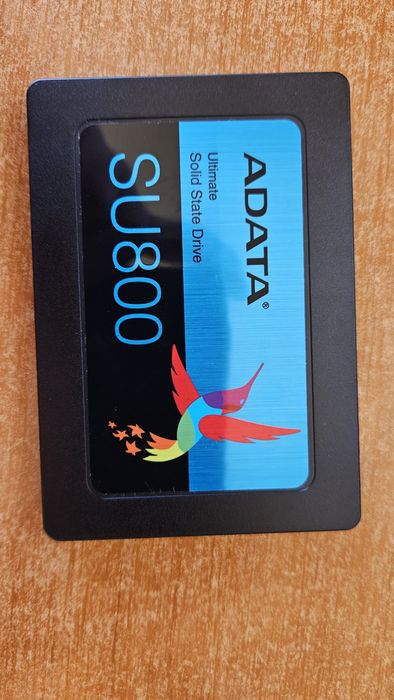 ADATA®
Ultimate
Solid State Drive
SU800